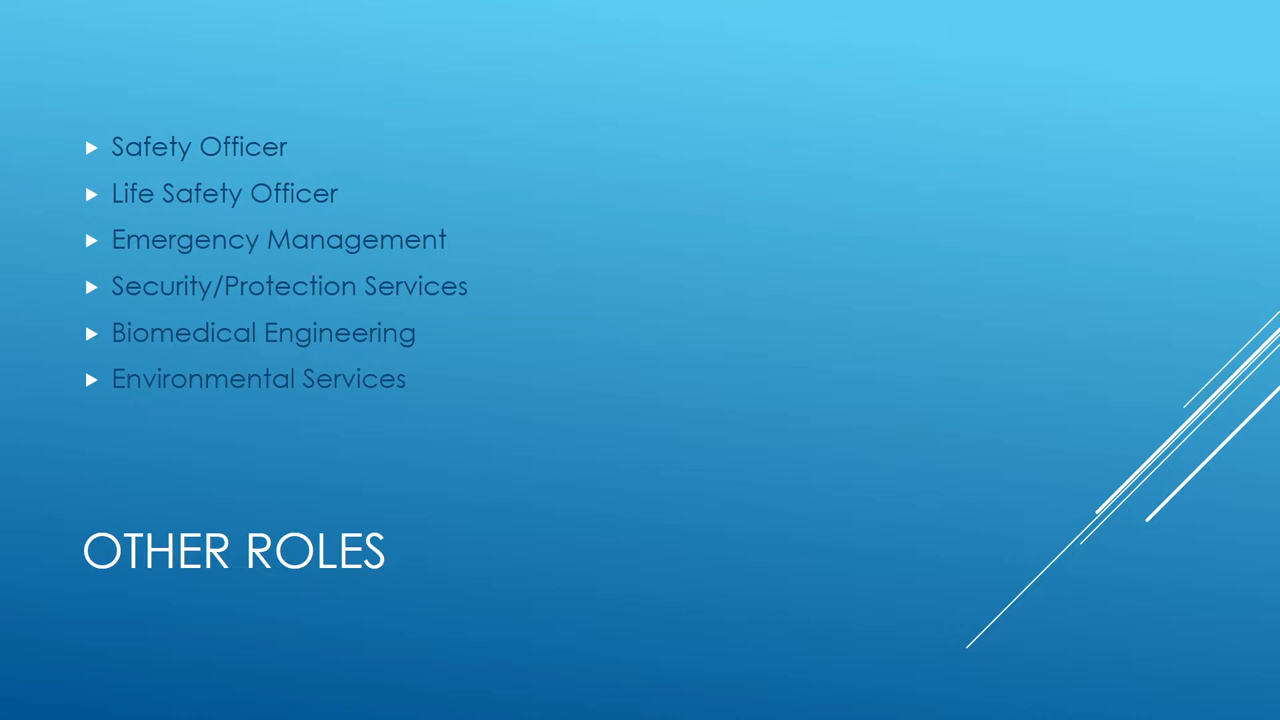 Safety Officer
Life Safety Officer
Emergency Management
Security/Protection Services
Biomedical Engineering
Environmental Services
OTHER ROLES